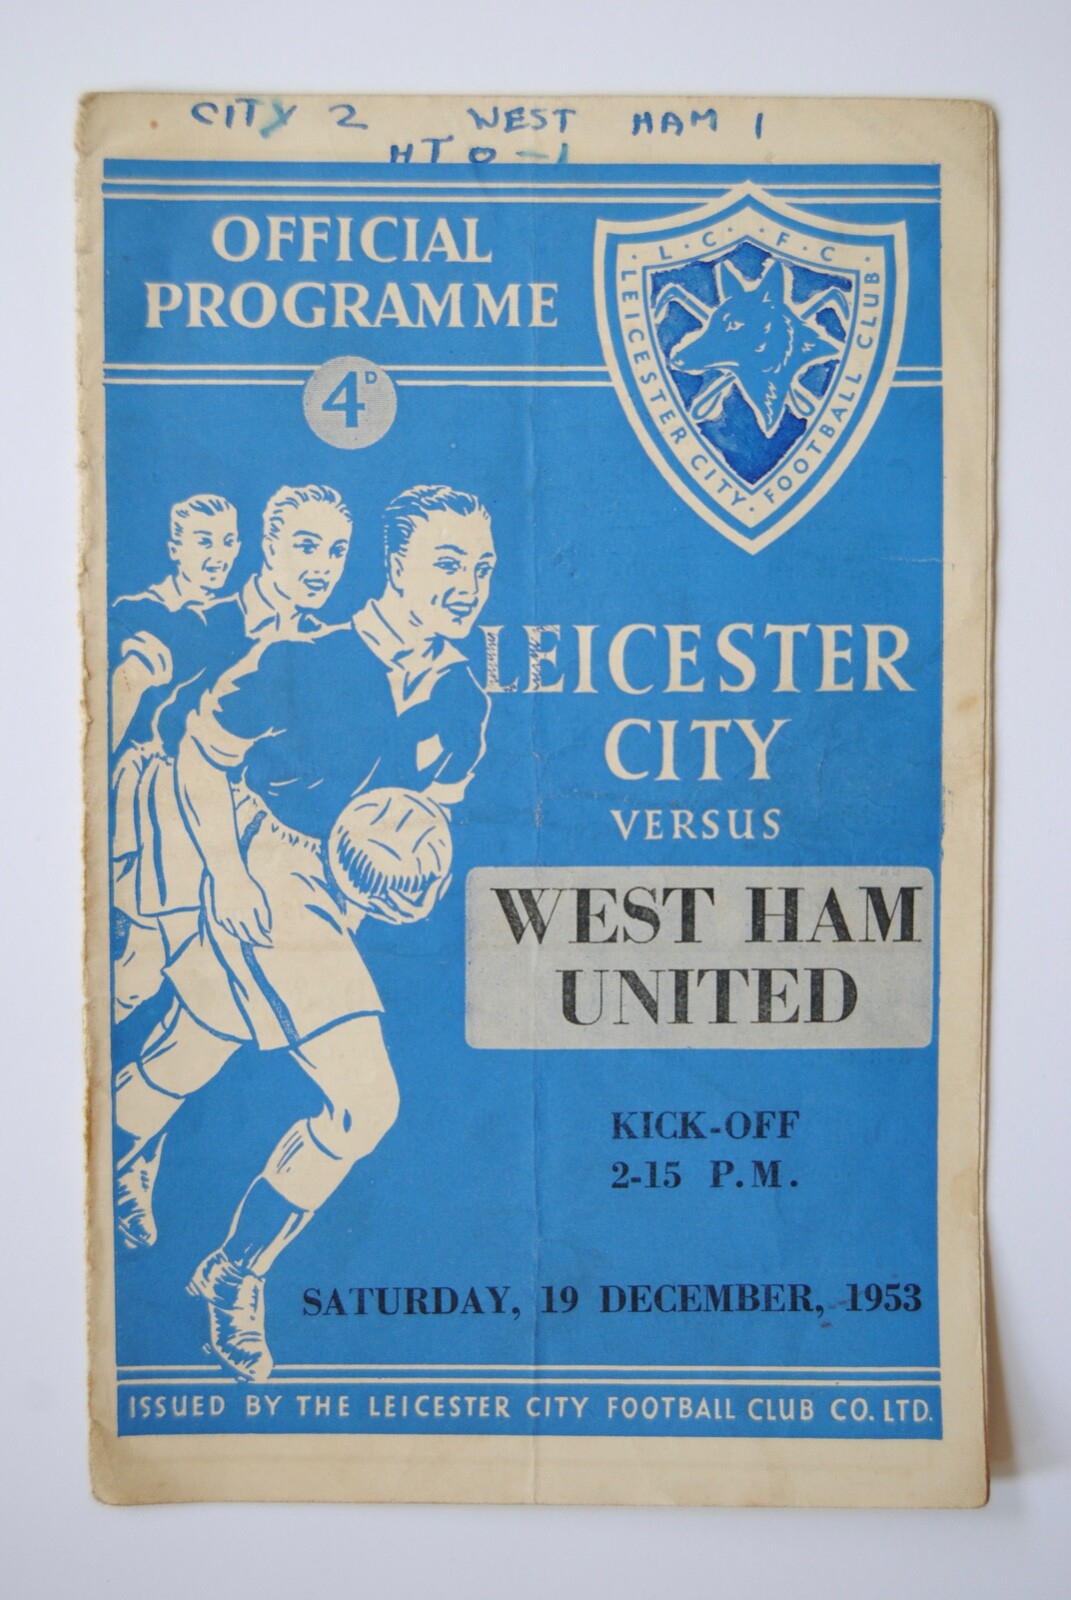 CITY 2 WEST HAM 1
HT 0-1
OFFICIAL
PROGRAMME
4D
L.C. .F.C.
LEICESTER CITY. FOOTBALL CLUB
LEICESTER
CITY
VERSUS
WEST HAM
UNITED
KICK-OFF
2-15 P.M.
SATURDAY, 19 DECEMBER, 1953
ISSUED BY THE LEICESTER CITY FOOTBALL CLUB CO. LTD.